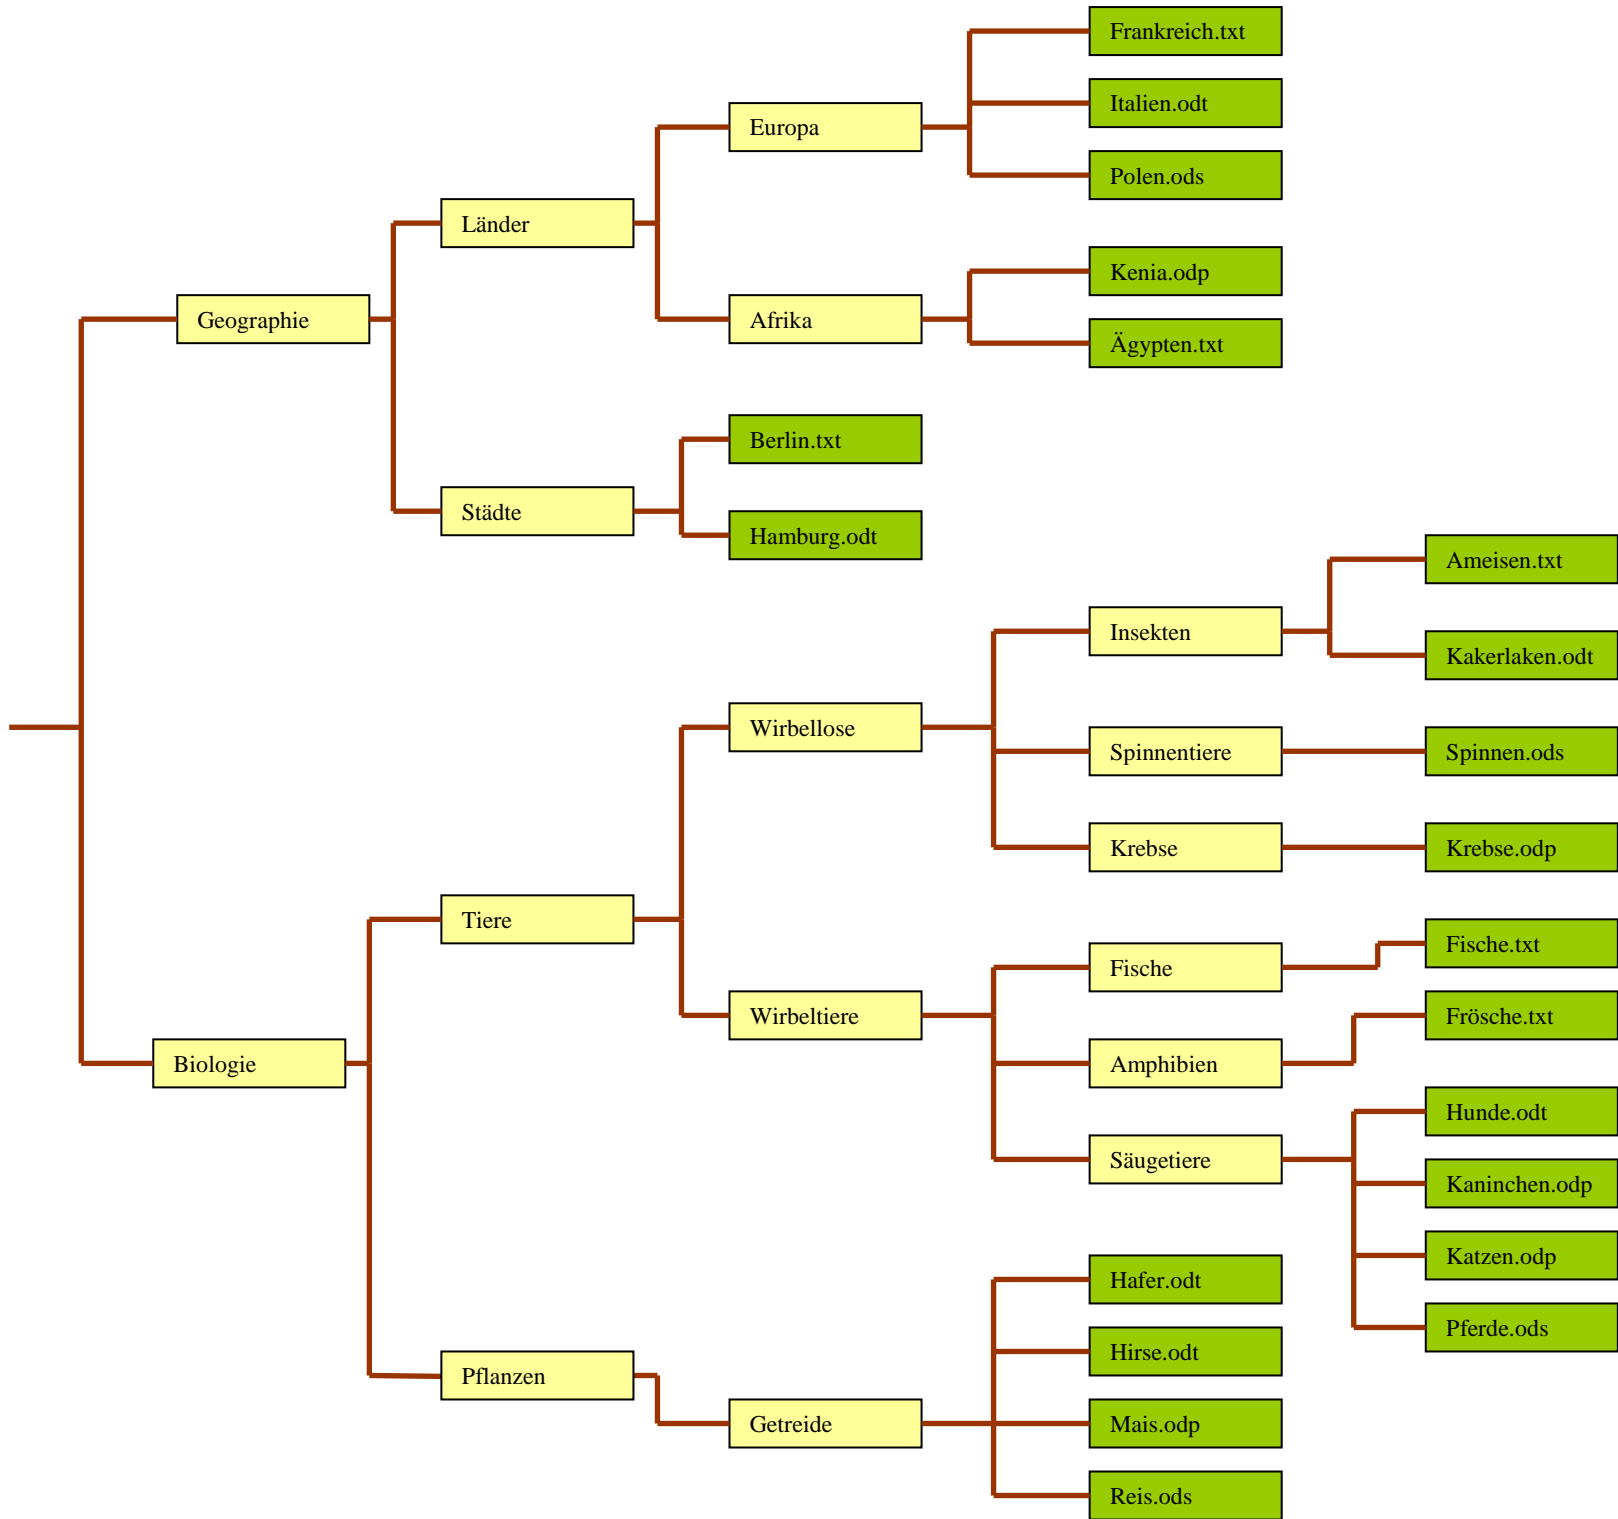 Frankreich.txt
Italien.odt
Europa
Polen.ods
Länder
Kenia.odp
Geographie
Afrika
Ägypten.txt
Berlin.txt
Städte
Hamburg.odt
Ameisen.txt
Insekten
Kakerlaken.odt
Wirbellose
Spinnentiere
Spinnen.ods
Krebse
Krebse.odp
Tiere
Fische.txt
Fische
Wirbeltiere
Frösche.txt
Biologie
Amphibien
Hunde.odt
Säugetiere
Kaninchen.odp
Katzen.odp
Hafer.odt
Pferde.ods
Hirse.odt
Pflanzen
Getreide
Mais.odp
Reis.ods